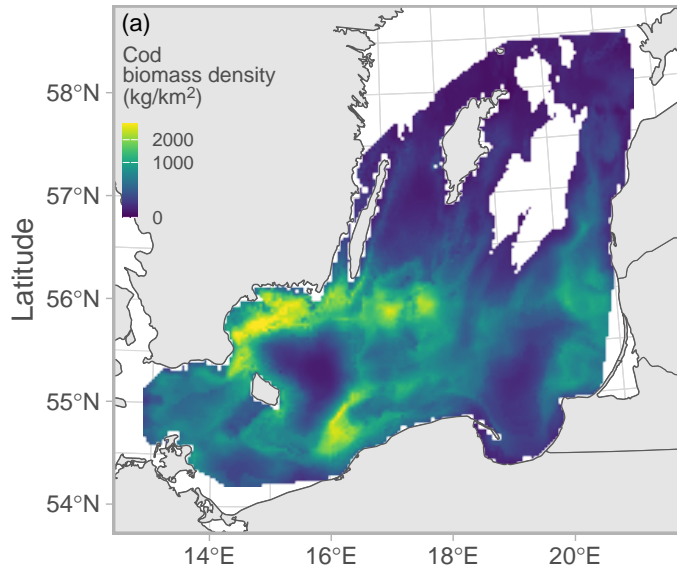 (a)
Cod
biomass density
(kg/km²)
2000
1000
0
Latitude
58°N
57°N
56°N
55°N
54°N
14°E 16°E 18°E 20°E